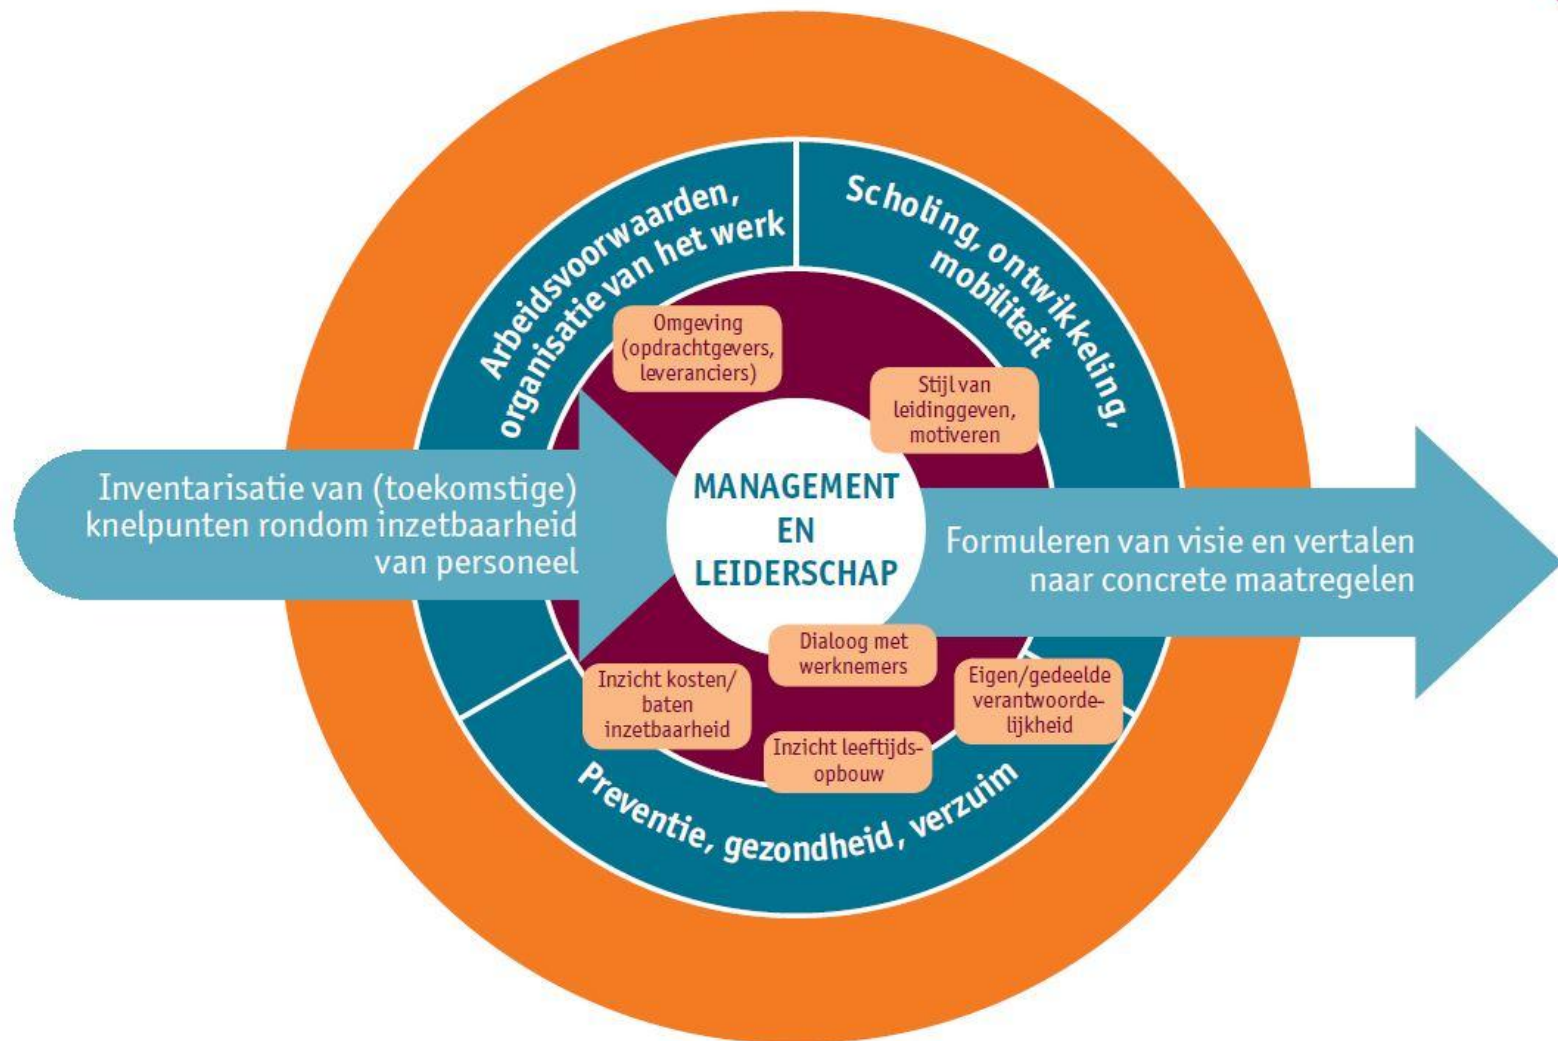 Arbeidsvoorwaarden,
organisatie van het werk
Scholing, ontwikkeling,
mobiliteit
Omgeving
(opdrachtgevers,
leveranciers)
Stijl van
leidinggeven,
motiveren
Inventarisatie van (toekomstige)
knelpunten rondom inzetbaarheid
van personeel
MANAGEMENT
EN
LEIDERSCHAP
Formuleren van visie en vertalen
naar concrete maatregelen
Dialoog met
werknemers
Inzicht kosten/
baten
inzetbaarheid
Eigen/gedeelde
verantwoorde-
lijkheid
Inzicht leeftijds-
opbouw
Preventie, gezondheid, verzuim